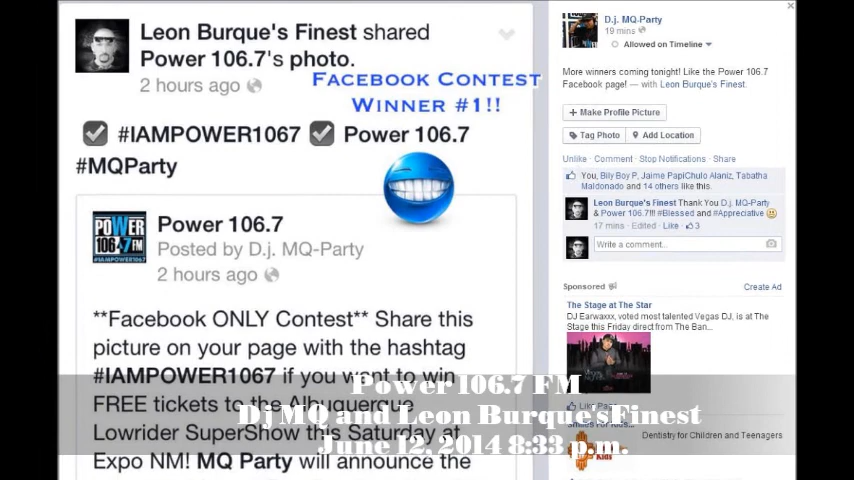 Leon Burque's Finest shared
Power 106.7's photo.
2 hours ago
FACEBOOK CONTEST
WINNER #1!!
#IAMPOWER1067 Power 106.7
#MQParty
POWER
106.7FM
#IAMPOWER1067
Power 106.7
Posted by D.j. MQ-Party
2 hours ago
**Facebook ONLY Contest** Share this
picture on your page with the hashtag
#IAMPOWER1067 if you want to win
FREE tickets to the Albuquerque
Lowrider SuperShow this Saturday at
Expo NM! MQ Party will announce the
Power 106.7 FM
Dj MQ and Leon Burque'sFinest
June 12, 2014 8:33 p.m.
D.j. MQ-Party
19 mins
Allowed on Timeline
More winners coming tonight! Like the Power 106.7
Facebook page! — with Leon Burque's Finest.
Make Profile Picture
Tag Photo Add Location
Unlike · Comment · Stop Notifications · Share
You, Bily Boy P, Jaime PapiChulo Alaniz, Tabatha
Maldonado and 14 others like this.
Leon Burque's Finest Thank You D.j. MQ-Party
& Power 106.7!!! #Blessed and #Appreciative
17 mins · Edited · Like · 3
Write a comment...
Sponsored Create Ad
The Stage at The Star
DJ Earwaxxx, voted most talented Vegas DJ, is at The
Stage this Friday direct from The Ban...
Like Page
Smiles For Kids...
Dentistry for Children and Teenagers